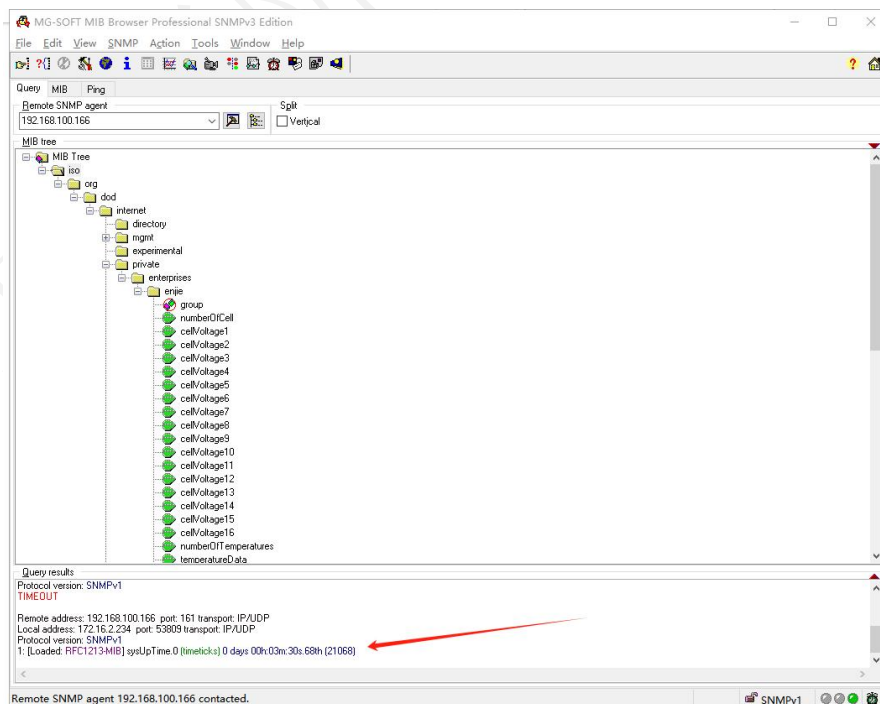 MG-SOFT MIB Browser Professional SNMPv3 Edition
File Edit View SNMP Action Tools Window Help
Query MIB Ping
Remote SNMP agent
Split
192.168.100.166
Vertical
MIB tree
MIB Tree
iso
org
dod
internet
directory
mgmt
experimental
private
enterprises
enjie
group
numberOfCell
cellVoltage1
cellVoltage2
cellVoltage3
cellVoltage4
cellVoltage5
cellVoltage6
cellVoltage7
cellVoltage8
cellVoltage9
cellVoltage10
cellVoltage11
cellVoltage12
cellVoltage13
cellVoltage14
cellVoltage15
cellVoltage16
numberOfTemperatures
temperatureData
Query results
Protocol version: SNMPv1
TIMEOUT
Remote address: 192.168.100.166 port: 161 transport: IP/UDP
Local address: 172.16.2.234 port: 53809 transport: IP/UDP
Protocol version: SNMPv1
1: [Loaded: RFC1213-MIB] sysUpTime.0 (timeticks) 0 days 00h:03m:30s.68th (21068)
Remote SNMP agent 192.168.100.166 contacted.
SNMPv1